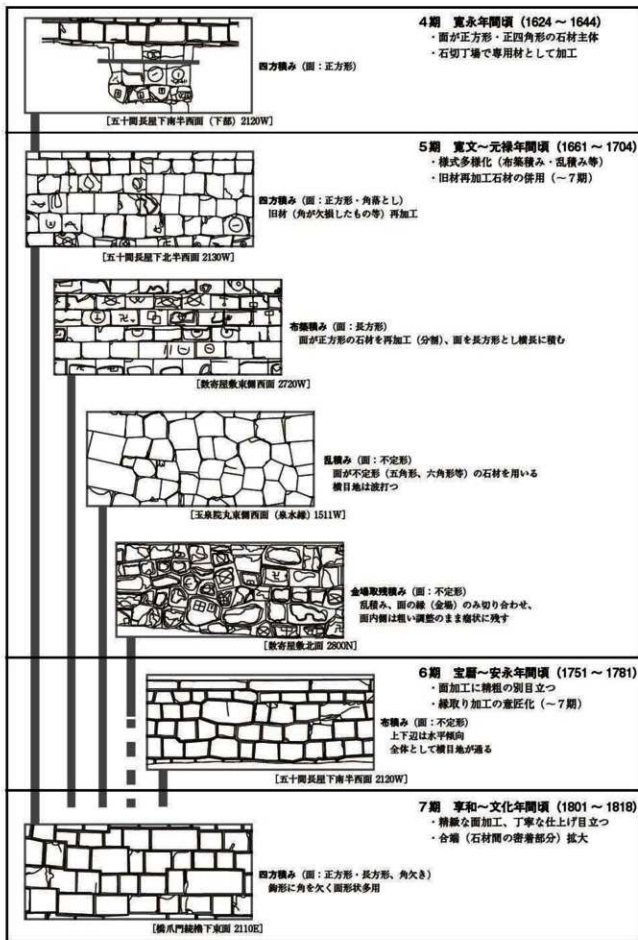 4期 寛永年間頃（1624 ～ 1644）
・面が正方形・正四角形の石材主体
・石切丁場で専用材として加工
四方積み（面：正方形）
[五十間長屋下南半西面（下部）2120W]
5期 寛文～元禄年間頃（1661 ～ 1704）
・様式多様化（布築積み・乱積み等）
・旧材再加工石材の併用（～7期）
四方積み（面：正方形・角落とし）
旧材（角が欠損したもの等）再加工
[五十間長屋下北半西面 2130W]
布築積み（面：長方形）
面が正方形の石材を再加工（分割）、面を長方形とし横長に積む
[数寄屋敷東側西面 2720W]
乱積み（面：不定形）
面が不定形（五角形、六角形等）の石材を用いる
横目地は波打つ
[玉泉院丸東側西面（泉水縁）1511W]
金場取残積み（面：不定形）
乱積み、面の縁（金場）のみ切り合わせ、
面内側は粗い調整のまま瘤状に残す
[数寄屋敷北面 2800N]
6期 宝暦～安永年間頃（1751 ～ 1781）
・面加工に精粗の別目立つ
・縁取り加工の意匠化（～7期）
布積み（面：不定形）
上下辺は水平傾向
全体として横目地が通る
[五十間長屋下南半西面 2120W]
7期 享和～文化年間頃（1801 ～ 1818）
・精緻な面加工、丁寧な仕上げ目立つ
・合端（石材間の密着部分）拡大
四方積み（面：正方形・長方形、角欠き）
鉤形に角を欠く面形状多用
[橋爪門続櫓下東面 2110E]